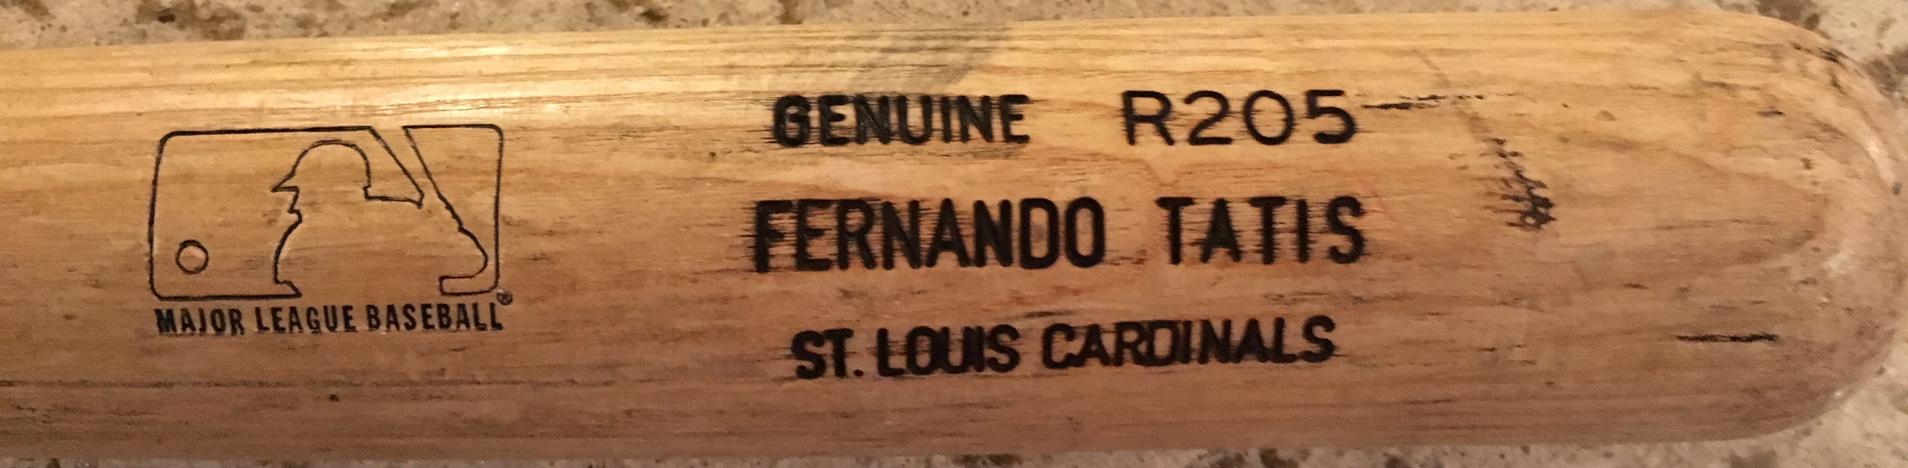 GENUINE R205
FERNANDO TATIS
ST. LOUIS CARDINALS
MAJOR LEAGUE BASEBALL®